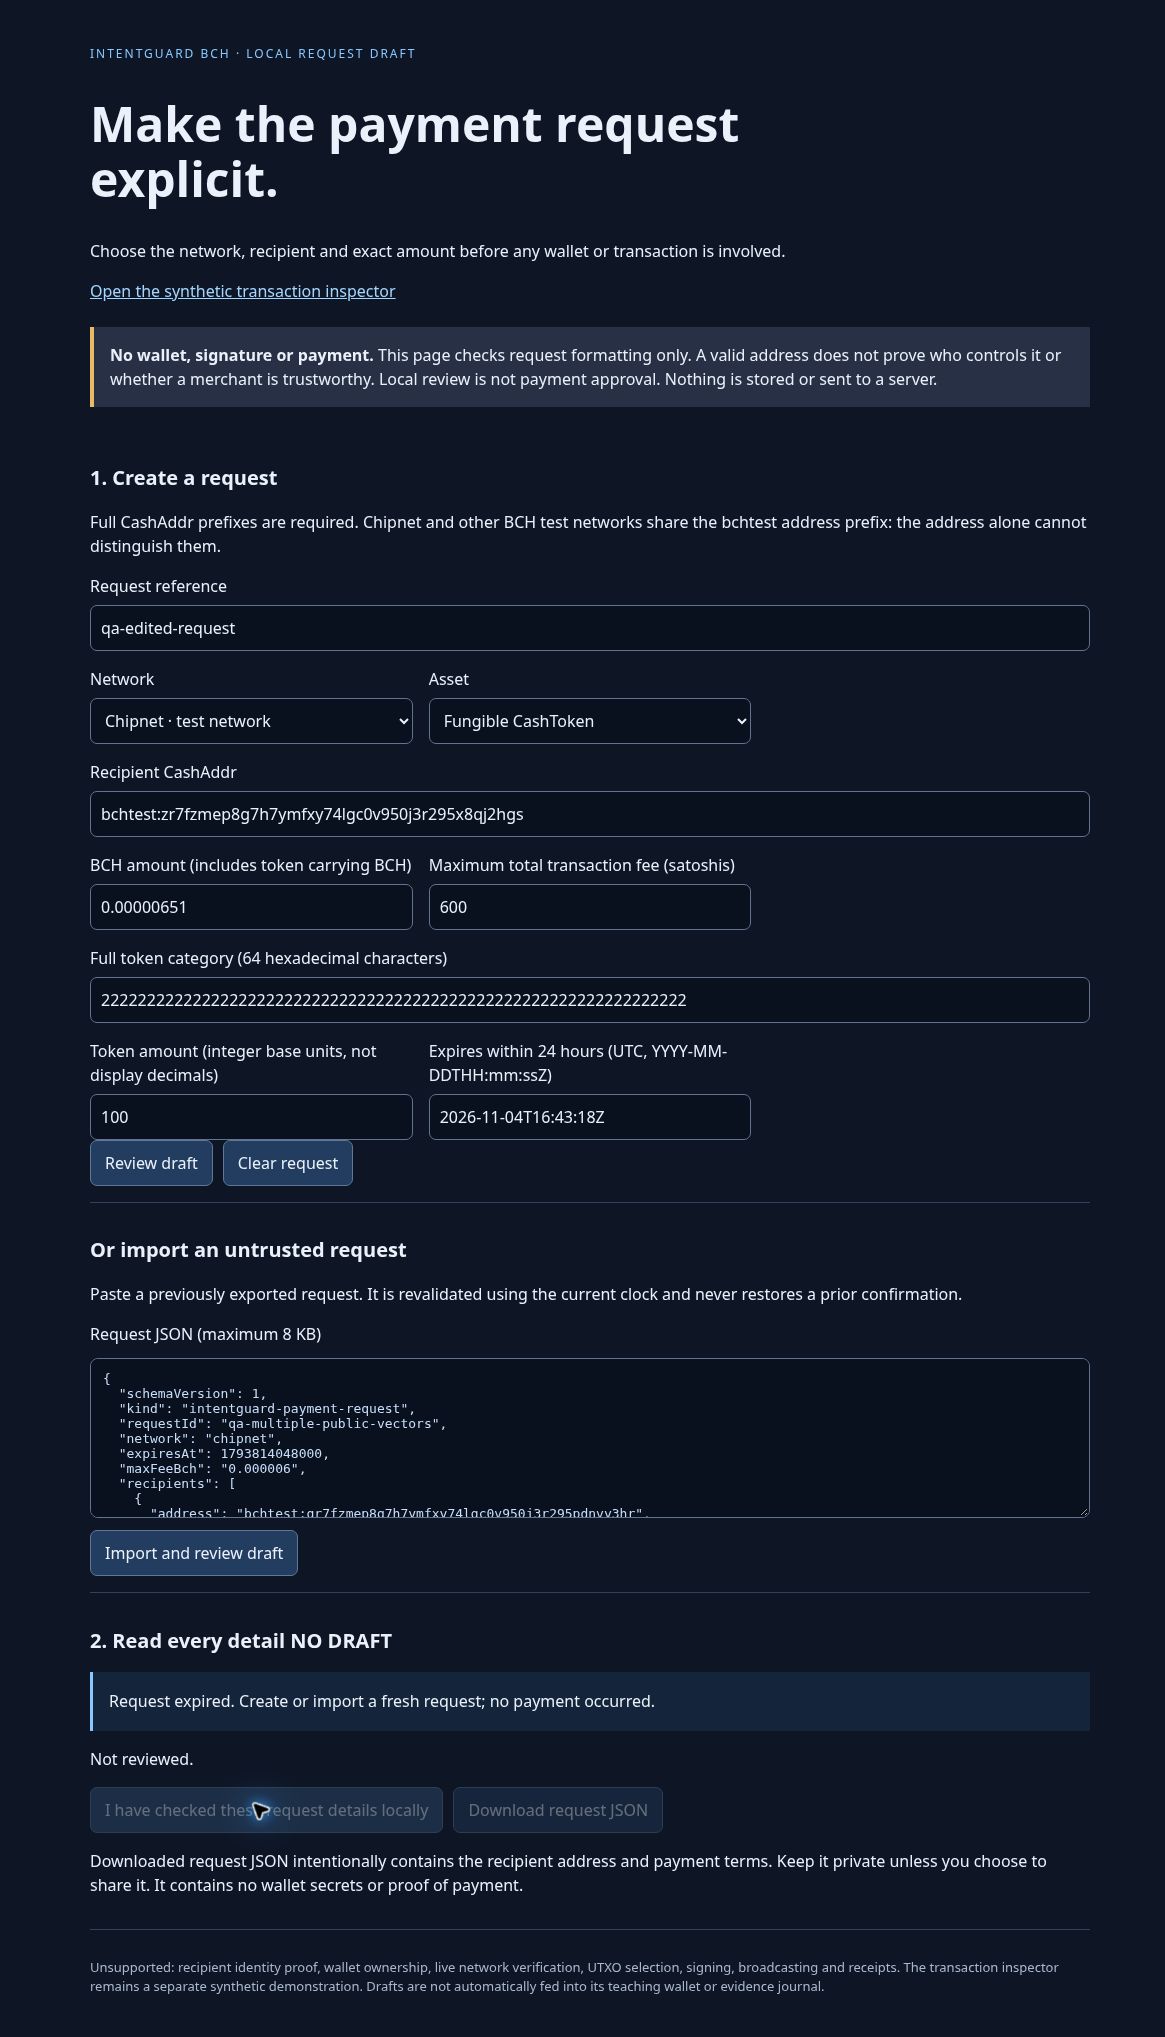 INTENTGUARD BCH · LOCAL REQUEST DRAFT
Make the payment request
explicit.
Choose the network, recipient and exact amount before any wallet or transaction is involved.
Open the synthetic transaction inspector
No wallet, signature or payment. This page checks request formatting only. A valid address does not prove who controls it or
whether a merchant is trustworthy. Local review is not payment approval. Nothing is stored or sent to a server.
1. Create a request
Full CashAddr prefixes are required. Chipnet and other BCH test networks share the bchtest address prefix: the address alone cannot
distinguish them.
Request reference
qa-edited-request
Network Asset
Chipnet · test network Fungible CashToken
Recipient CashAddr
bchtest:zr7fzmep8g7h7ymfxy74lgc0v950j3r295x8qj2hgs
BCH amount (includes token carrying BCH) Maximum total transaction fee (satoshis)
0.00000651 600
Full token category (64 hexadecimal characters)
2222222222222222222222222222222222222222222222222222222222222222
Token amount (integer base units, not
display decimals)
Expires within 24 hours (UTC, YYYY-MM-
DDTHH:mm:ssZ)
100 2026-11-04T16:43:18Z
Review draft Clear request
Or import an untrusted request
Paste a previously exported request. It is revalidated using the current clock and never restores a prior confirmation.
Request JSON (maximum 8 KB)
{
"schemaVersion": 1,
"kind": "intentguard-payment-request",
"requestId": "qa-multiple-public-vectors",
"network": "chipnet",
"expiresAt": 1793814048000,
"maxFeeBch": "0.000006",
"recipients": [
{
"address": "bchtest:qr7fzmep8g7h7ymfxy74lgc0v950j3r295pdnvy3hr",
Import and review draft
2. Read every detail NO DRAFT
Request expired. Create or import a fresh request; no payment occurred.
Not reviewed.
I have checked these request details locally Download request JSON
Downloaded request JSON intentionally contains the recipient address and payment terms. Keep it private unless you choose to
share it. It contains no wallet secrets or proof of payment.
Unsupported: recipient identity proof, wallet ownership, live network verification, UTXO selection, signing, broadcasting and receipts. The transaction inspector
remains a separate synthetic demonstration. Drafts are not automatically fed into its teaching wallet or evidence journal.